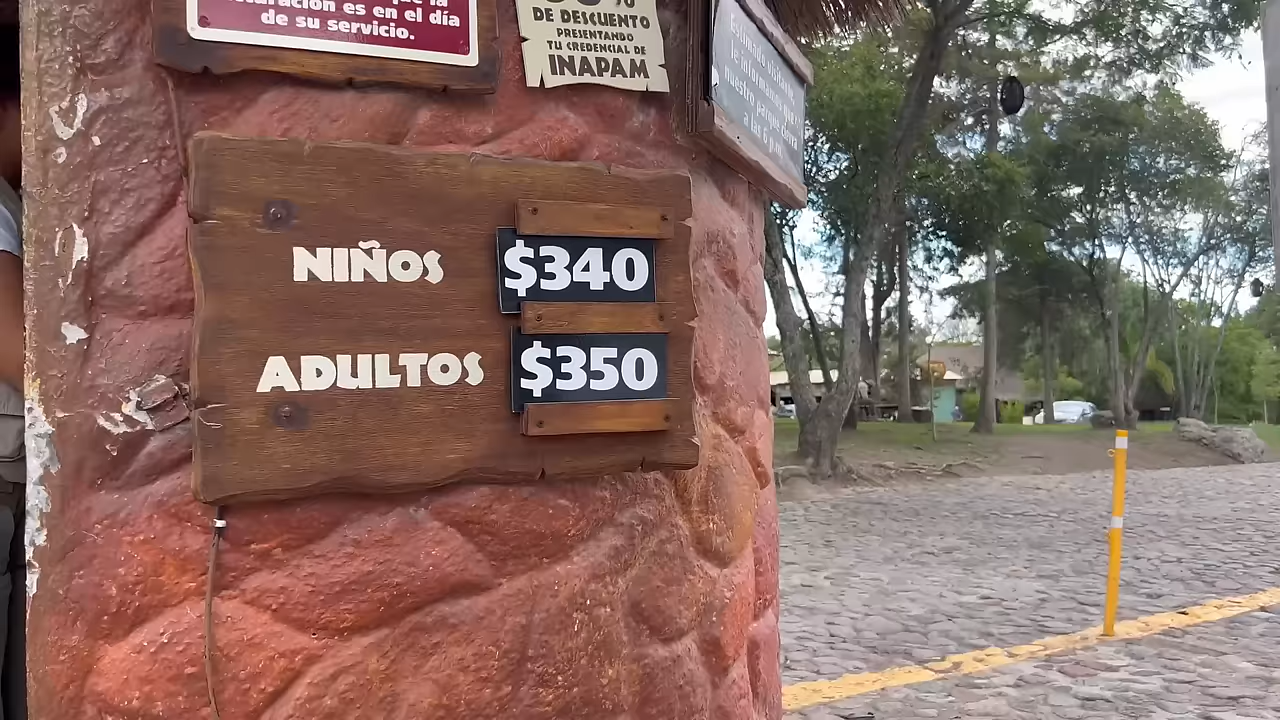 es en el día
de su servicio.
DE DESCUENTO
PRESENTANDO
TU CREDENCIAL DE
INAPAM
Estimado visitante,
le informamos que
nuestro parque cierra
a las 6 p.m.
NIÑOS $340
ADULTOS $350